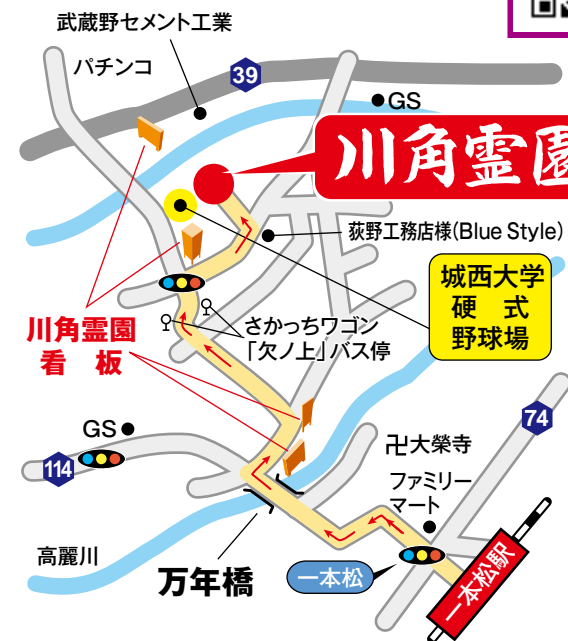 武蔵野セメント工業
パチンコ
39
GS
川角霊園
荻野工務店様(Blue Style)
城西大学
硬式
野球場
川角霊園
看板
さかっちワゴン
「欠ノ上」バス停
GS
114
74
卍大榮寺
ファミリー
マート
高麗川
万年橋
一本松
一本松駅